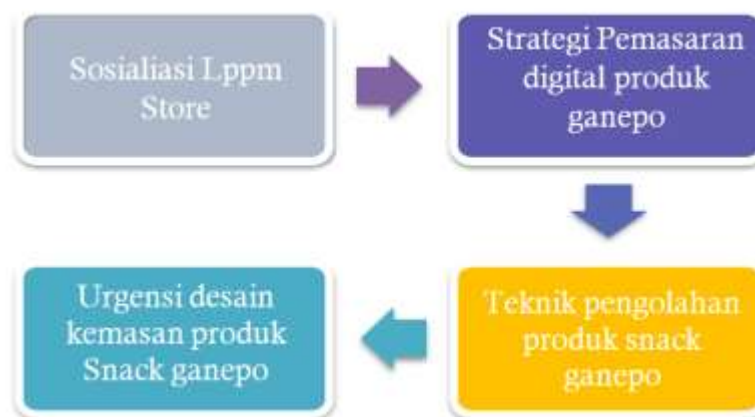 Sosialiasi Lppm
Store
Strategi Pemasaran
digital produk
ganepo
Teknik pengolahan
produk snack
ganepo
Urgensi desain
kemasan produk
Snack ganepo